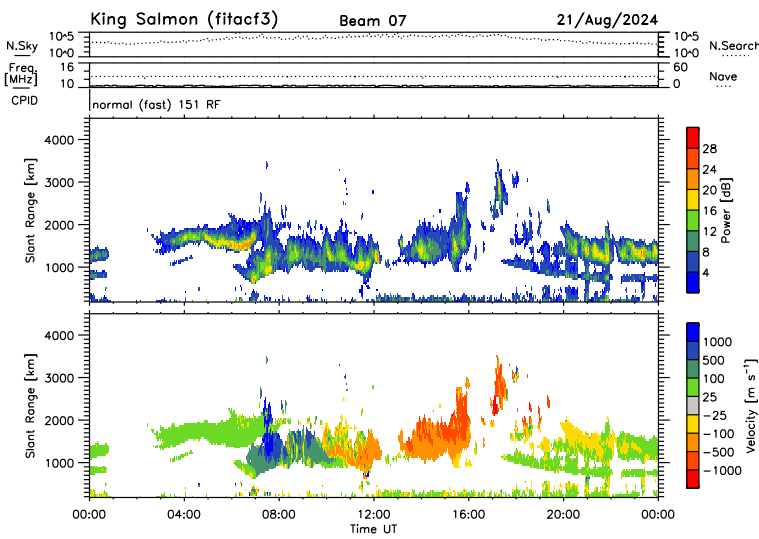 King Salmon (fitacf3) Beam 07 21/Aug/2024
N.Sky 10^5 10^0 10^5 10^0 N.Search
Freq [MHz] 16 10 60 0 Nave
CPID normal (fast) 151 RF
Slant Range [km] 4000 3000 2000 1000
Power [dB] 28 24 20 16 12 8 4
Slant Range [km] 4000 3000 2000 1000
Velocity [m s⁻¹] 1000 500 100 25 −25 −100 −500 −1000
00:00 04:00 08:00 12:00 16:00 20:00 00:00
Time UT